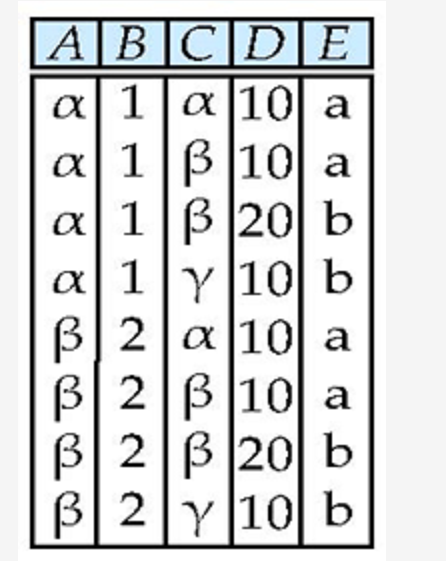 A B C D E
α 1 α 10 a
α 1 β 10 a
α 1 β 20 b
α 1 γ 10 b
β 2 α 10 a
β 2 β 10 a
β 2 β 20 b
β 2 γ 10 b